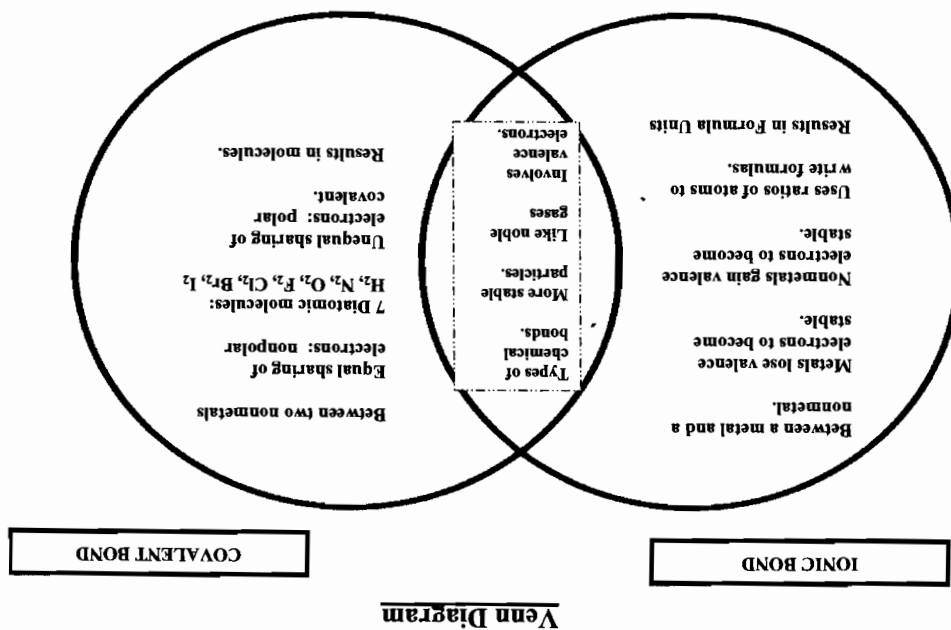 Venn Diagram
IONIC BOND
COVALENT BOND
Between a metal and a
nonmetal.
Metals lose valence
electrons to become
stable.
Nonmetals gain valence
electrons to become
stable.
Uses ratios of atoms to
write formulas.
Results in Formula Units
Types of
chemical
bonds.
More stable
particles.
Like noble
gases
Involves
valence
electrons.
Between two nonmetals
Equal sharing of
electrons: nonpolar
7 Diatomic molecules:
H₂, N₂, O₂, F₂, Cl₂, Br₂, I₂
Unequal sharing of
electrons: polar
covalent.
Results in molecules.